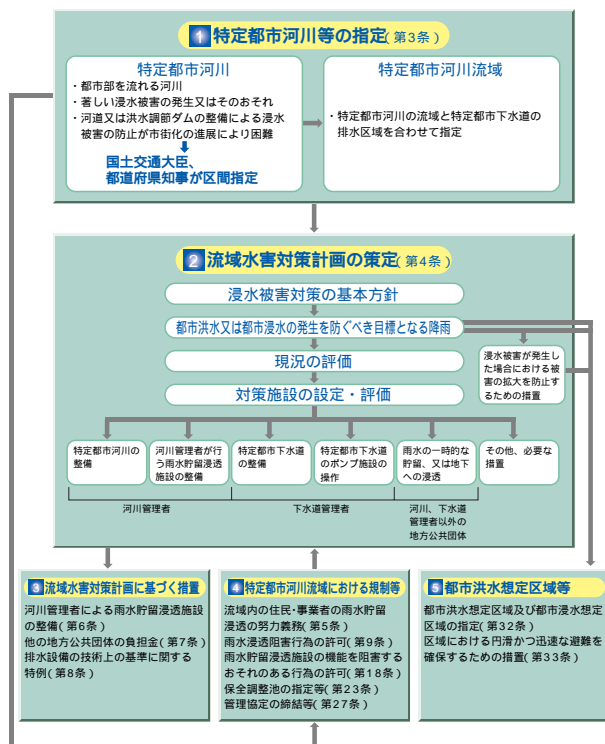 1 特定都市河川等の指定(第3条)
特定都市河川
・都市部を流れる河川
・著しい浸水被害の発生又はそのおそれ
・河道又は洪水調節ダムの整備による浸水
被害の防止が市街化の進展により困難
国土交通大臣、
都道府県知事が区間指定
特定都市河川流域
・特定都市河川の流域と特定都市下水道の
排水区域を合わせて指定
2 流域水害対策計画の策定(第4条)
浸水被害対策の基本方針
都市洪水又は都市浸水の発生を防ぐべき目標となる降雨
現況の評価
対策施設の設定・評価
浸水被害が発生し
た場合における被
害の拡大を防止す
るための措置
特定都市河川の
整備
河川管理者が行
う雨水貯留浸透
施設の整備
特定都市下水道
の整備
特定都市下水道
のポンプ施設の
操作
雨水の一時的な
貯留、又は地下
への浸透
その他、必要な
措置
河川管理者
下水道管理者
河川、下水道
管理者以外の
地方公共団体
3 流域水害対策計画に基づく措置
河川管理者による雨水貯留浸透施設
の整備(第6条)
他の地方公共団体の負担金(第7条)
排水設備の技術上の基準に関する
特例(第8条)
4 特定都市河川流域における規制等
流域内の住民・事業者の雨水貯留
浸透の努力義務(第5条)
雨水浸透阻害行為の許可(第9条)
雨水貯留浸透施設の機能を阻害する
おそれのある行為の許可(第18条)
保全調整池の指定等(第23条)
管理協定の締結等(第27条)
5 都市洪水想定区域等
都市洪水想定区域及び都市浸水想定
区域の指定(第32条)
区域における円滑かつ迅速な避難を
確保するための措置(第33条)